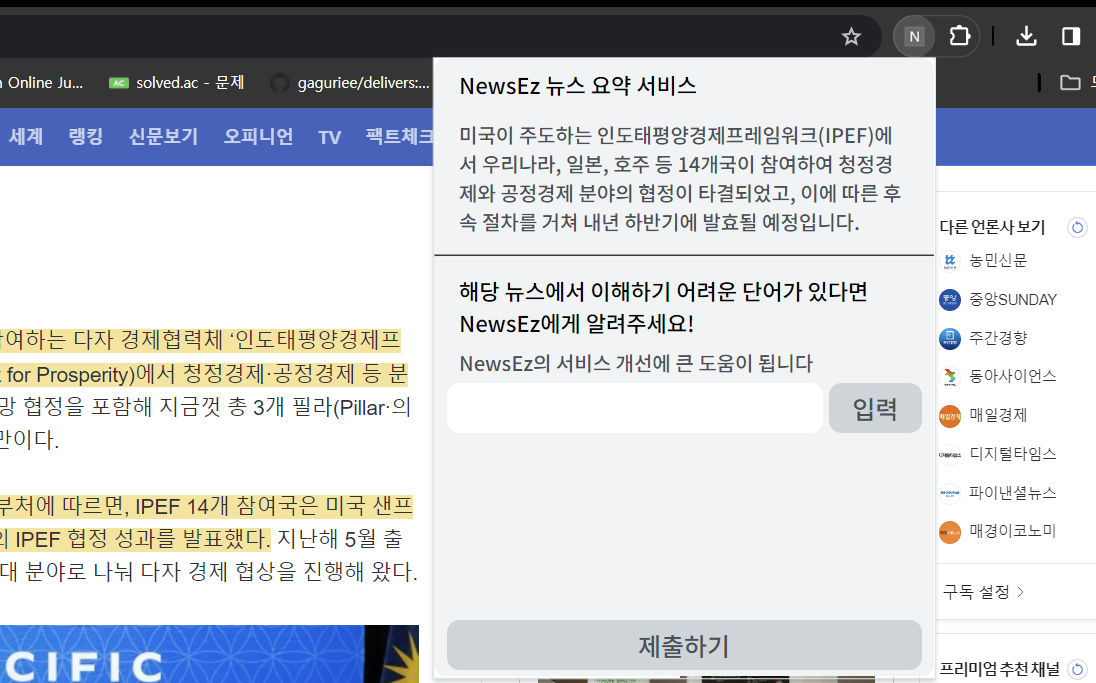 N
Online Ju...
AC solved.ac - 문제
gaguriee/delivers:...
세계 랭킹 신문보기 오피니언 TV 팩트체크
NewsEz 뉴스 요약 서비스
미국이 주도하는 인도태평양경제프레임워크(IPEF)에
서 우리나라, 일본, 호주 등 14개국이 참여하여 청정경
제와 공정경제 분야의 협정이 타결되었고, 이에 따른 후
속 절차를 거쳐 내년 하반기에 발효될 예정입니다.
해당 뉴스에서 이해하기 어려운 단어가 있다면
NewsEz에게 알려주세요!
NewsEz의 서비스 개선에 큰 도움이 됩니다
입력
제출하기
여하는 다자 경제협력체 ‘인도태평양경제프
for Prosperity)에서 청정경제·공정경제 등 분
망 협정을 포함해 지금껏 총 3개 필라(Pillar·의
만이다.
부처에 따르면, IPEF 14개 참여국은 미국 샌프
의 IPEF 협정 성과를 발표했다. 지난해 5월 출
대 분야로 나눠 다자 경제 협상을 진행해 왔다.
CIFIC
다른 언론사 보기
농민신문
중앙SUNDAY
주간경향
동아사이언스
매일경제
디지털타임스
파이낸셜뉴스
매경이코노미
구독 설정
프리미엄 추천 채널